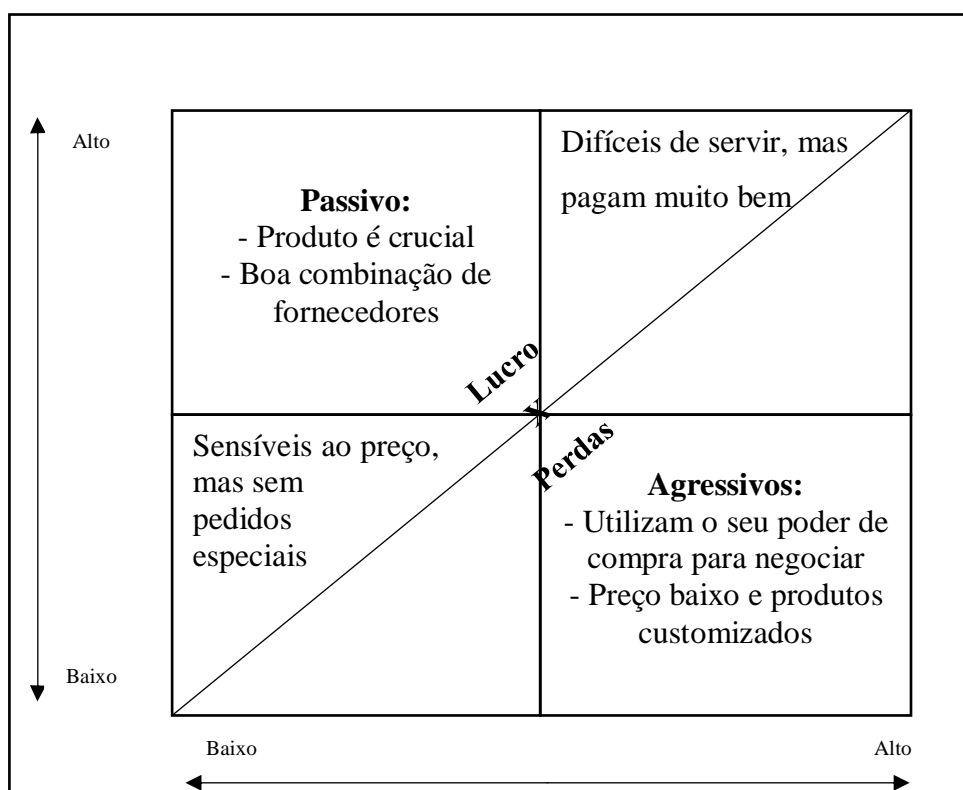 Alto
Difíceis de servir, mas
pagam muito bem
Passivo:
- Produto é crucial
- Boa combinação de
fornecedores
Lucro
X
Perdas
Sensíveis ao preço,
mas sem
pedidos
especiais
Agressivos:
- Utilizam o seu poder de
compra para negociar
- Preço baixo e produtos
customizados
Baixo
Baixo
Alto